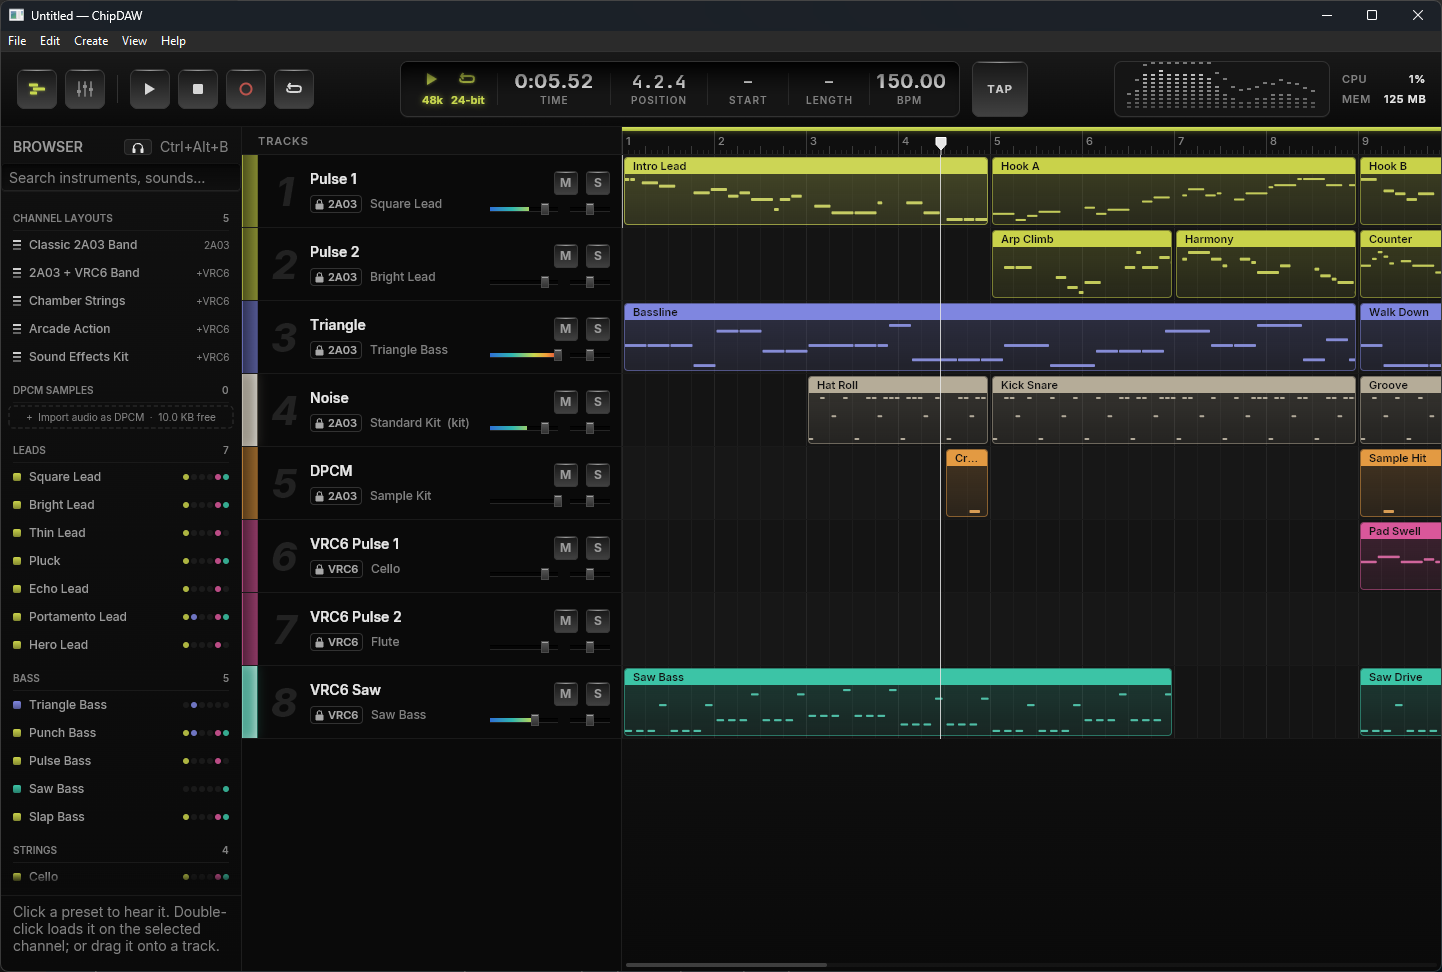 Untitled — ChipDAW
File Edit Create View Help
48k 24-bit
0:05.52
TIME
4.2.4
POSITION
–
START
–
LENGTH
150.00
BPM
TAP
CPU 1%
MEM 125 MB
BROWSER Ctrl+Alt+B
Search instruments, sounds...
CHANNEL LAYOUTS 5
Classic 2A03 Band 2A03
2A03 + VRC6 Band +VRC6
Chamber Strings +VRC6
Arcade Action +VRC6
Sound Effects Kit +VRC6
DPCM SAMPLES 0
+ Import audio as DPCM · 10.0 KB free
LEADS 7
Square Lead
Bright Lead
Thin Lead
Pluck
Echo Lead
Portamento Lead
Hero Lead
BASS 5
Triangle Bass
Punch Bass
Pulse Bass
Saw Bass
Slap Bass
STRINGS 4
Cello
Click a preset to hear it. Double-
click loads it on the selected
channel; or drag it onto a track.
TRACKS
1 Pulse 1 M S
2A03 Square Lead
2 Pulse 2 M S
2A03 Bright Lead
3 Triangle M S
2A03 Triangle Bass
4 Noise M S
2A03 Standard Kit (kit)
5 DPCM M S
2A03 Sample Kit
6 VRC6 Pulse 1 M S
VRC6 Cello
7 VRC6 Pulse 2 M S
VRC6 Flute
8 VRC6 Saw M S
VRC6 Saw Bass
1 2 3 4 5 6 7 8 9
Intro Lead Hook A Hook B
Arp Climb Harmony Counter
Bassline Walk Down
Hat Roll Kick Snare Groove
Cr... Sample Hit
Pad Swell
Saw Bass Saw Drive